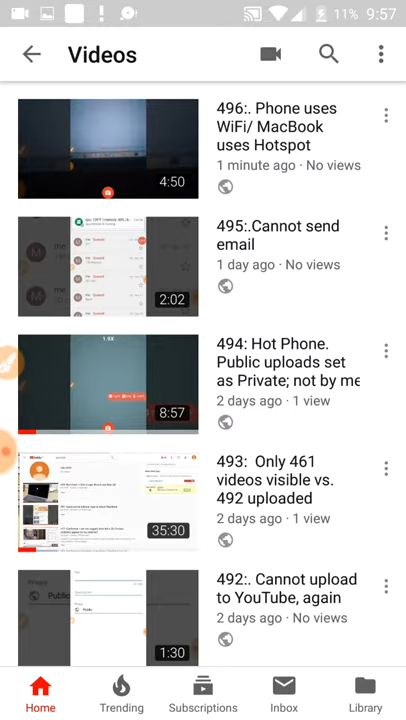 11% 9:57
Videos
496:. Phone uses
WiFi/ MacBook
uses Hotspot
1 minute ago · No views
4:50
495:.Cannot send
email
1 day ago · No views
2:02
1.9X
494: Hot Phone.
Public uploads set
as Private; not by me
2 days ago · 1 view
8:57
493:  Only 461
videos visible vs.
492 uploaded
2 days ago · 1 view
35:30
492:. Cannot upload
to YouTube, again
2 days ago · No views
Public
1:30
Home
Trending
Subscriptions
Inbox
Library